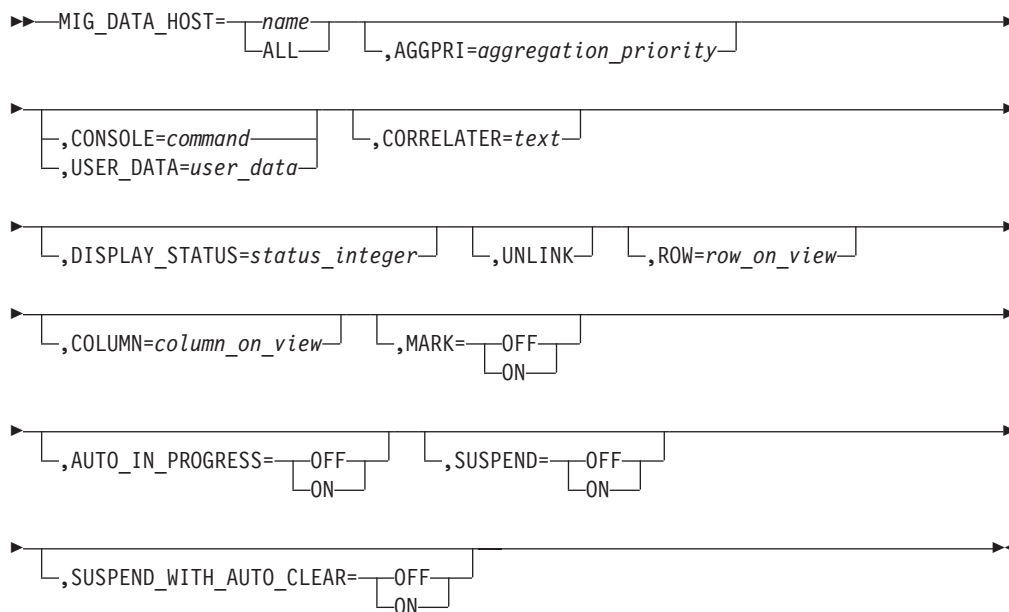 MIG_DATA_HOST= name ,AGGPRI=aggregation_priority
ALL
,CONSOLE=command ,CORRELATER=text
,USER_DATA=user_data
,DISPLAY_STATUS=status_integer ,UNLINK ,ROW=row_on_view
,COLUMN=column_on_view ,MARK= OFF
ON
,AUTO_IN_PROGRESS= OFF ,SUSPEND= OFF
ON ON
,SUSPEND_WITH_AUTO_CLEAR= OFF
ON